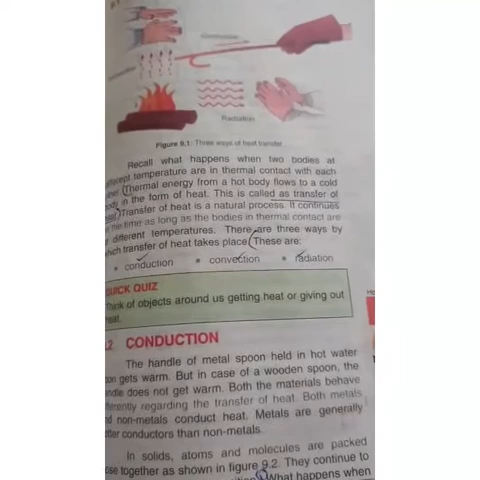 Conduction
Radiation
Figure 9.1: Three ways of heat transfer
Recall what happens when two bodies at
temperature are in thermal contact with each
Thermal energy from a hot body flows to a cold
in the form of heat. This is called as transfer of
Transfer of heat is a natural process. It continues
the time as long as the bodies in thermal contact are
different temperatures. There are three ways by
which transfer of heat takes place. These are:
• conduction • convection • radiation
QUICK QUIZ
Think of objects around us getting heat or giving out
heat.
.2 CONDUCTION
The handle of metal spoon held in hot water
gets warm. But in case of a wooden spoon, the
does not get warm. Both the materials behave
regarding the transfer of heat. Both metals
non-metals conduct heat. Metals are generally
conductors than non-metals.
In solids, atoms and molecules are packed
together as shown in figure 9.2. They continue to
What happens when